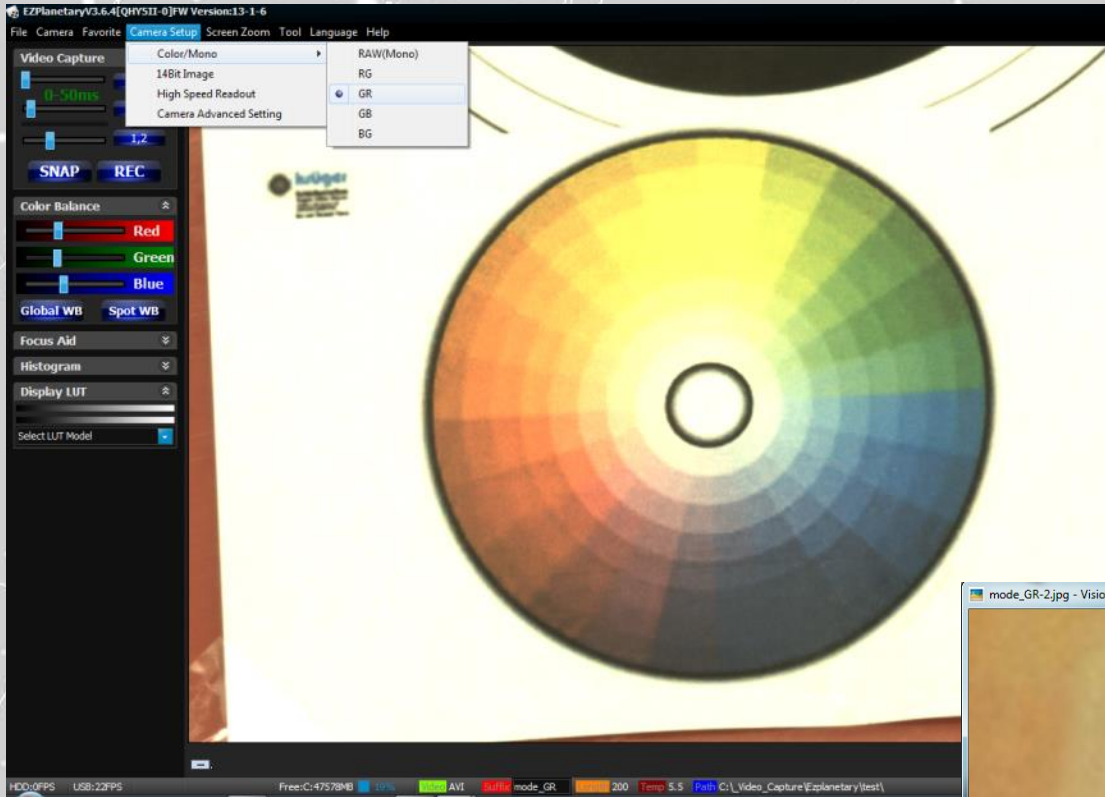 EZPlanetaryV3.6.4[QHY5II-0]FW Version:13-1-6
File Camera Favorite Camera Setup Screen Zoom Tool Language Help
Color/Mono
14Bit Image
High Speed Readout
Camera Advanced Setting
RAW(Mono)
RG
GR
GB
BG
Video Capture
0-50ms
1,2
SNAP REC
Color Balance
Red
Green
Blue
Global WB Spot WB
Focus Aid
Histogram
Display LUT
Select LUT Model
krüger
mode_GR-2.jpg - Visio
HDD:0FPS USB:22FPS Free:C:47578MB 19% Video AVI Suffix mode_GR 200 Temp 5.5 Path C:\_Video_Capture\Ezplanetary\test\